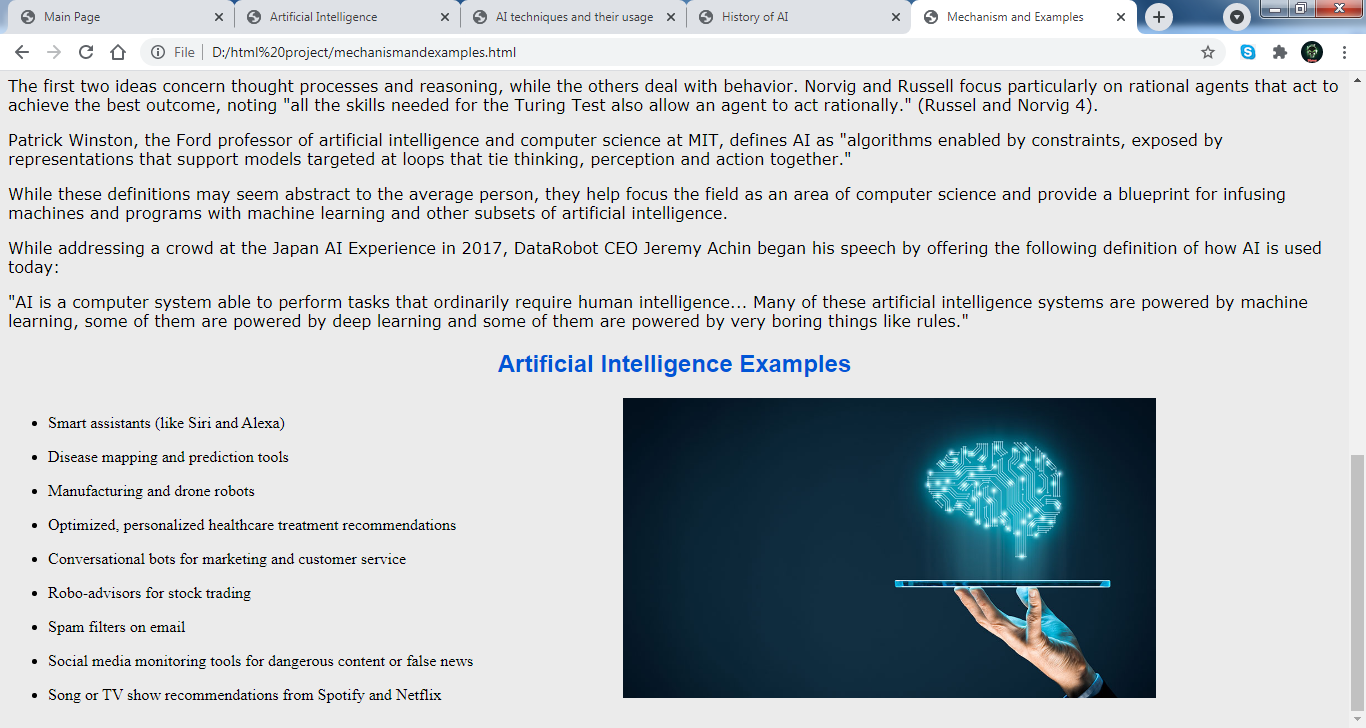 Main Page
Artificial Intelligence
AI techniques and their usage
History of AI
Mechanism and Examples
File
D:/html%20project/mechanismandexamples.html
The first two ideas concern thought processes and reasoning, while the others deal with behavior. Norvig and Russell focus particularly on rational agents that act to
achieve the best outcome, noting "all the skills needed for the Turing Test also allow an agent to act rationally." (Russel and Norvig 4).
Patrick Winston, the Ford professor of artificial intelligence and computer science at MIT, defines AI as "algorithms enabled by constraints, exposed by
representations that support models targeted at loops that tie thinking, perception and action together."
While these definitions may seem abstract to the average person, they help focus the field as an area of computer science and provide a blueprint for infusing
machines and programs with machine learning and other subsets of artificial intelligence.
While addressing a crowd at the Japan AI Experience in 2017, DataRobot CEO Jeremy Achin began his speech by offering the following definition of how AI is used
today:
"AI is a computer system able to perform tasks that ordinarily require human intelligence... Many of these artificial intelligence systems are powered by machine
learning, some of them are powered by deep learning and some of them are powered by very boring things like rules."
Artificial Intelligence Examples
• Smart assistants (like Siri and Alexa)
• Disease mapping and prediction tools
• Manufacturing and drone robots
• Optimized, personalized healthcare treatment recommendations
• Conversational bots for marketing and customer service
• Robo-advisors for stock trading
• Spam filters on email
• Social media monitoring tools for dangerous content or false news
• Song or TV show recommendations from Spotify and Netflix